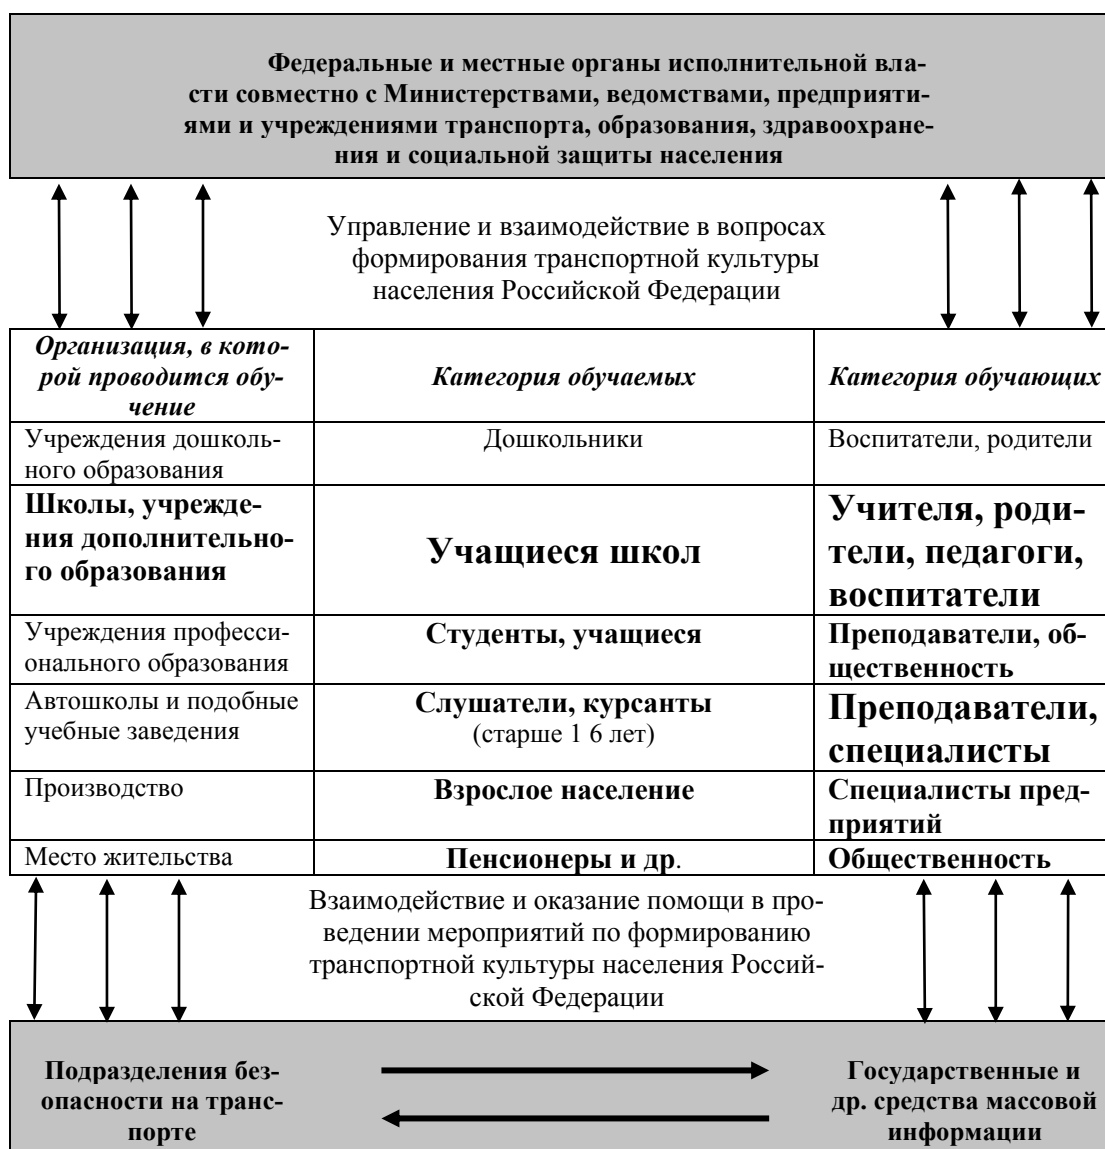 Федеральные и местные органы исполнительной вла-
сти совместно с Министерствами, ведомствами, предприяти-
ями и учреждениями транспорта, образования, здравоохране-
ния и социальной защиты населения
Управление и взаимодействие в вопросах
формирования транспортной культуры
населения Российской Федерации
Организация, в кото-
рой проводится обу-
чение
Категория обучаемых
Категория обучающих
Учреждения дошколь-
ного образования
Дошкольники
Воспитатели, родители
Школы, учрежде-
ния дополнительно-
го образования
Учащиеся школ
Учителя, роди-
тели, педагоги,
воспитатели
Учреждения професси-
онального образования
Студенты, учащиеся
Преподаватели, об-
щественность
Автошколы и подобные
учебные заведения
Слушатели, курсанты
(старше 1 6 лет)
Преподаватели,
специалисты
Производство
Взрослое население
Специалисты пред-
приятий
Место жительства
Пенсионеры и др.
Общественность
Взаимодействие и оказание помощи в про-
ведении мероприятий по формированию
транспортной культуры населения Россий-
ской Федерации
Подразделения без-
опасности на транс-
порте
Государственные и
др. средства массовой
информации